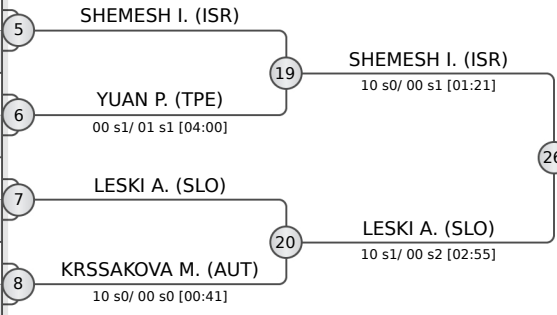 SHEMESH I. (ISR)
5
19
SHEMESH I. (ISR)
10 s0/ 00 s1 [01:21]
YUAN P. (TPE)
6
00 s1/ 01 s1 [04:00]
26
LESKI A. (SLO)
7
20
LESKI A. (SLO)
10 s1/ 00 s2 [02:55]
KRSSAKOVA M. (AUT)
8
10 s0/ 00 s0 [00:41]